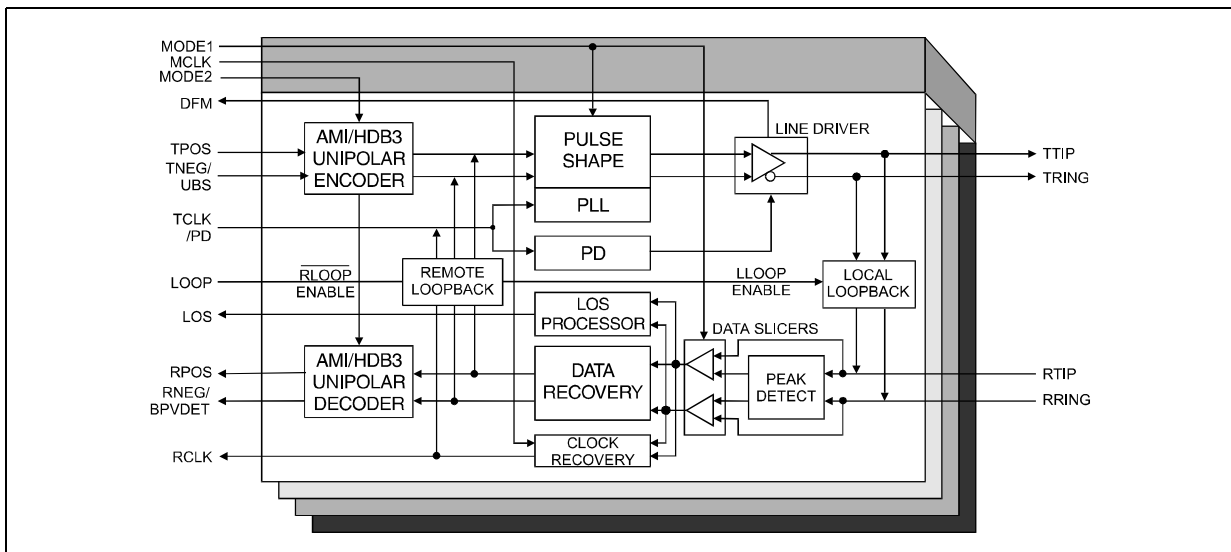 MODE1
MCLK
MODE2
DFM
LINE DRIVER
AMI/HDB3
UNIPOLAR
ENCODER
PULSE
SHAPE
TPOS
TTIP
TNEG/
UBS
TRING
PLL
TCLK
/PD
PD
LOOP
RLOOP
ENABLE
REMOTE
LOOPBACK
LLOOP
ENABLE
LOCAL
LOOPBACK
LOS
LOS
PROCESSOR
DATA SLICERS
RPOS
AMI/HDB3
UNIPOLAR
DECODER
DATA
RECOVERY
PEAK
DETECT
RTIP
RNEG/
BPVDET
RRING
RCLK
CLOCK
RECOVERY